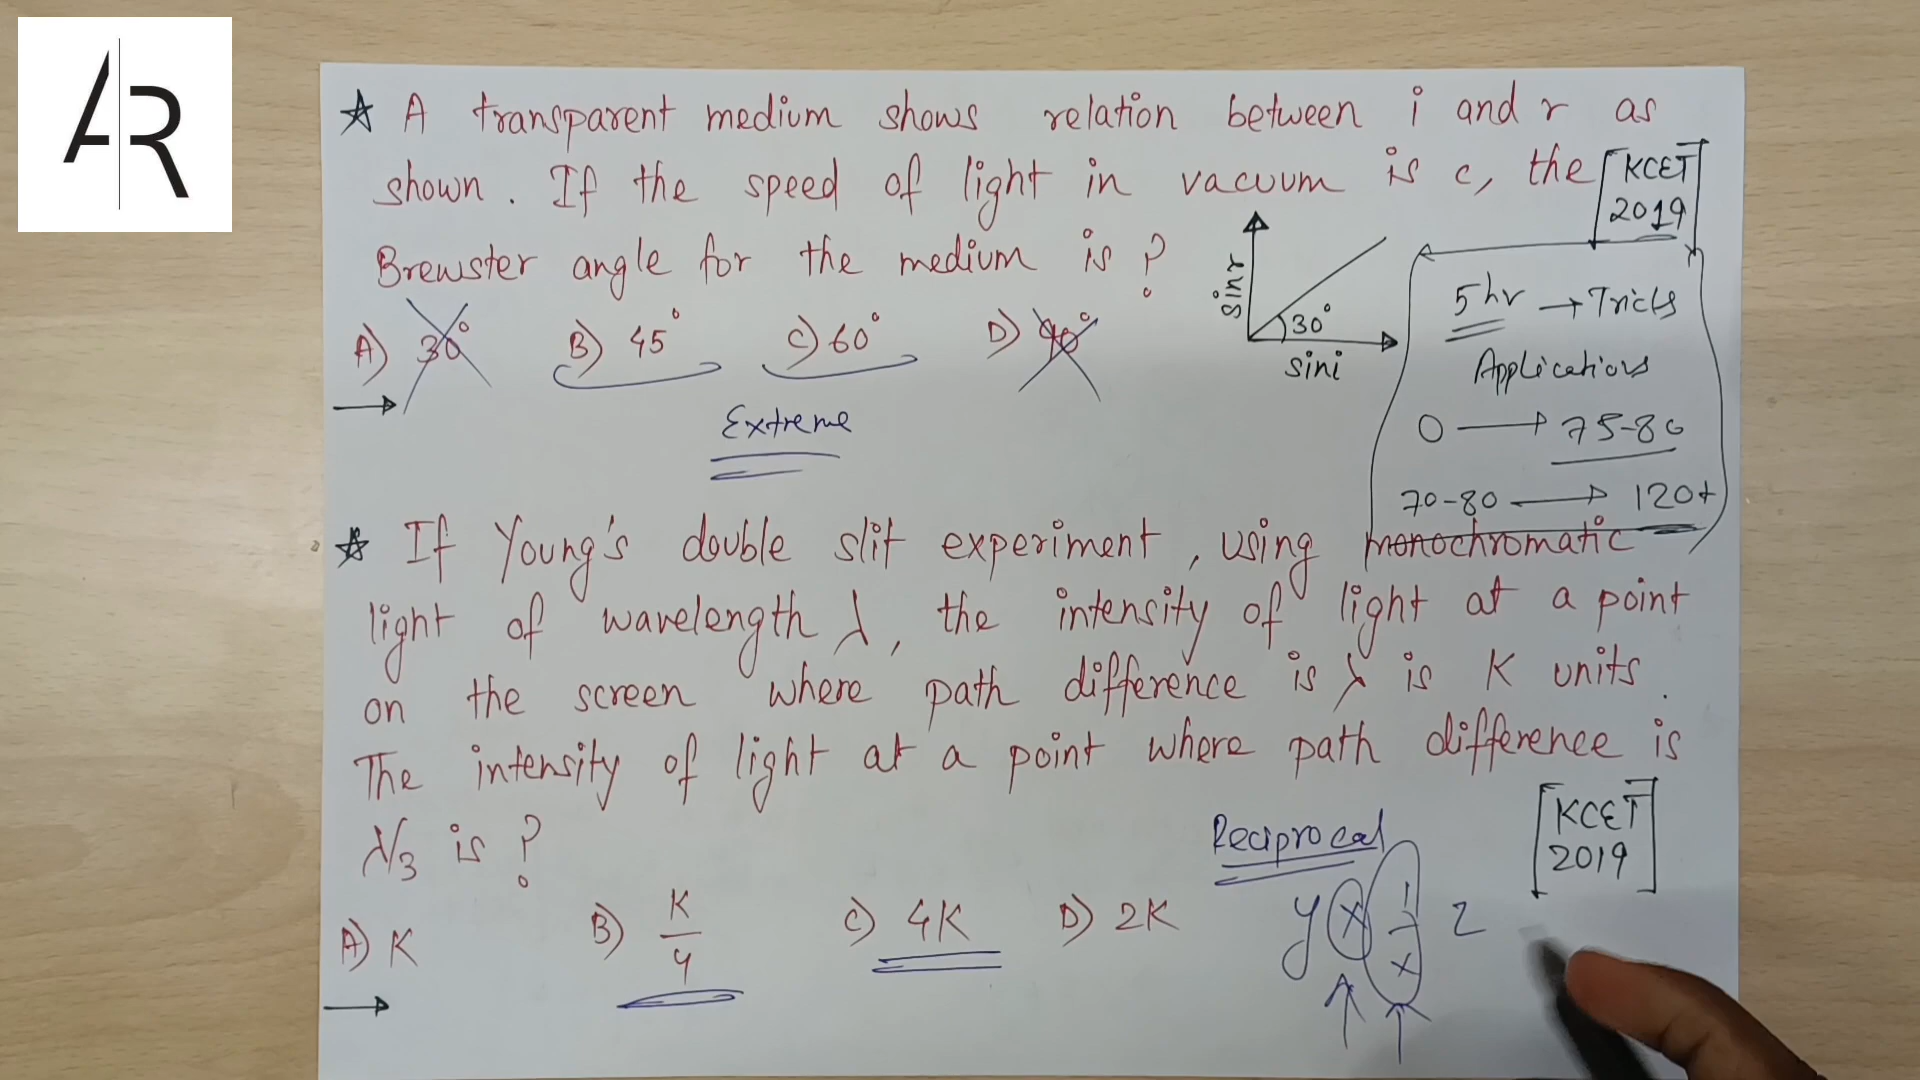 AR
☆ A transparent medium shows relation between i and r as
shown. If the speed of light in vacuum is c, the
[KCET
2019]
Brewster angle for the medium is ?
sinr
30°
sini
A) 30° B) 45° C) 60° D) 90°
Extreme
5hr → Tricks
Applications
0 → 75-80
70-80 → 120+
☆ If Young's double slit experiment, using monochromatic
light of wavelength λ, the intensity of light at a point
on the screen where path difference is λ is K units.
The intensity of light at a point where path difference is
λ/3 is ?
[KCET
2019]
Reciprocal
A) K B) K/4 C) 4K D) 2K
y x 1/x z